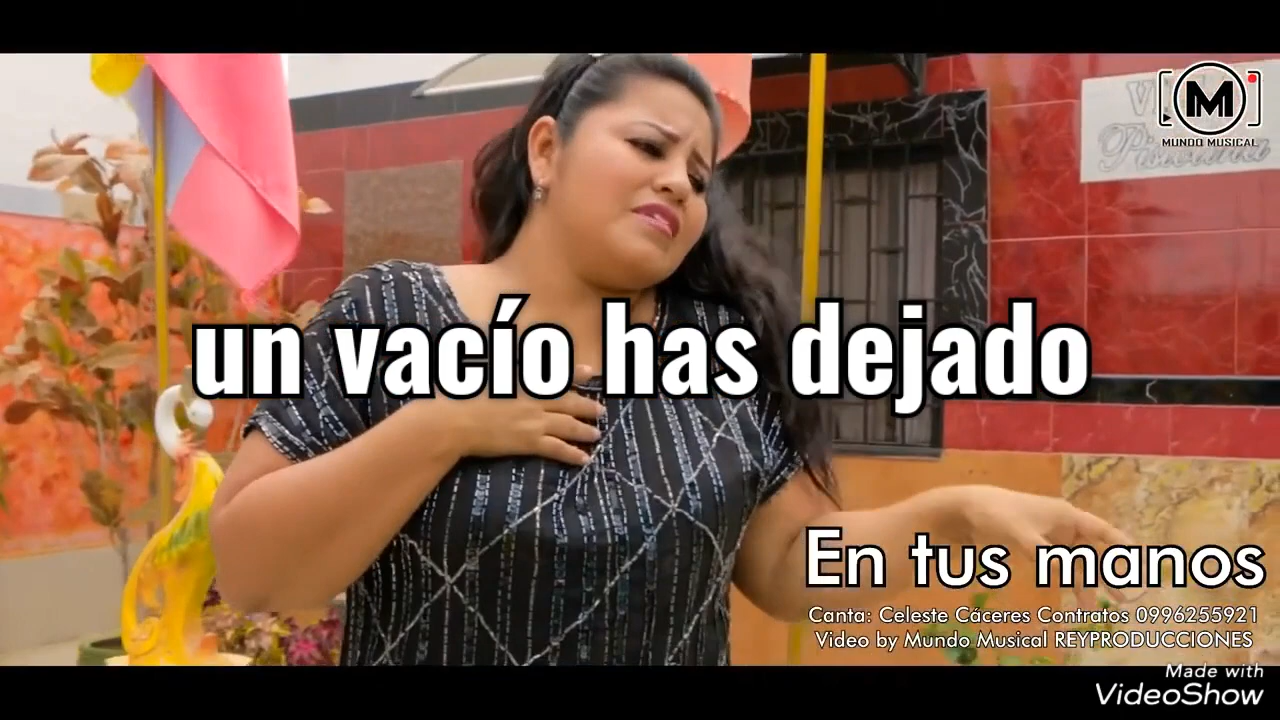 M
MUNDO MUSICAL
un vacío has dejado
En tus manos
Canta: Celeste Cáceres Contratos 0996255921
Video by Mundo Musical REYPRODUCCIONES
Made with
VideoShow